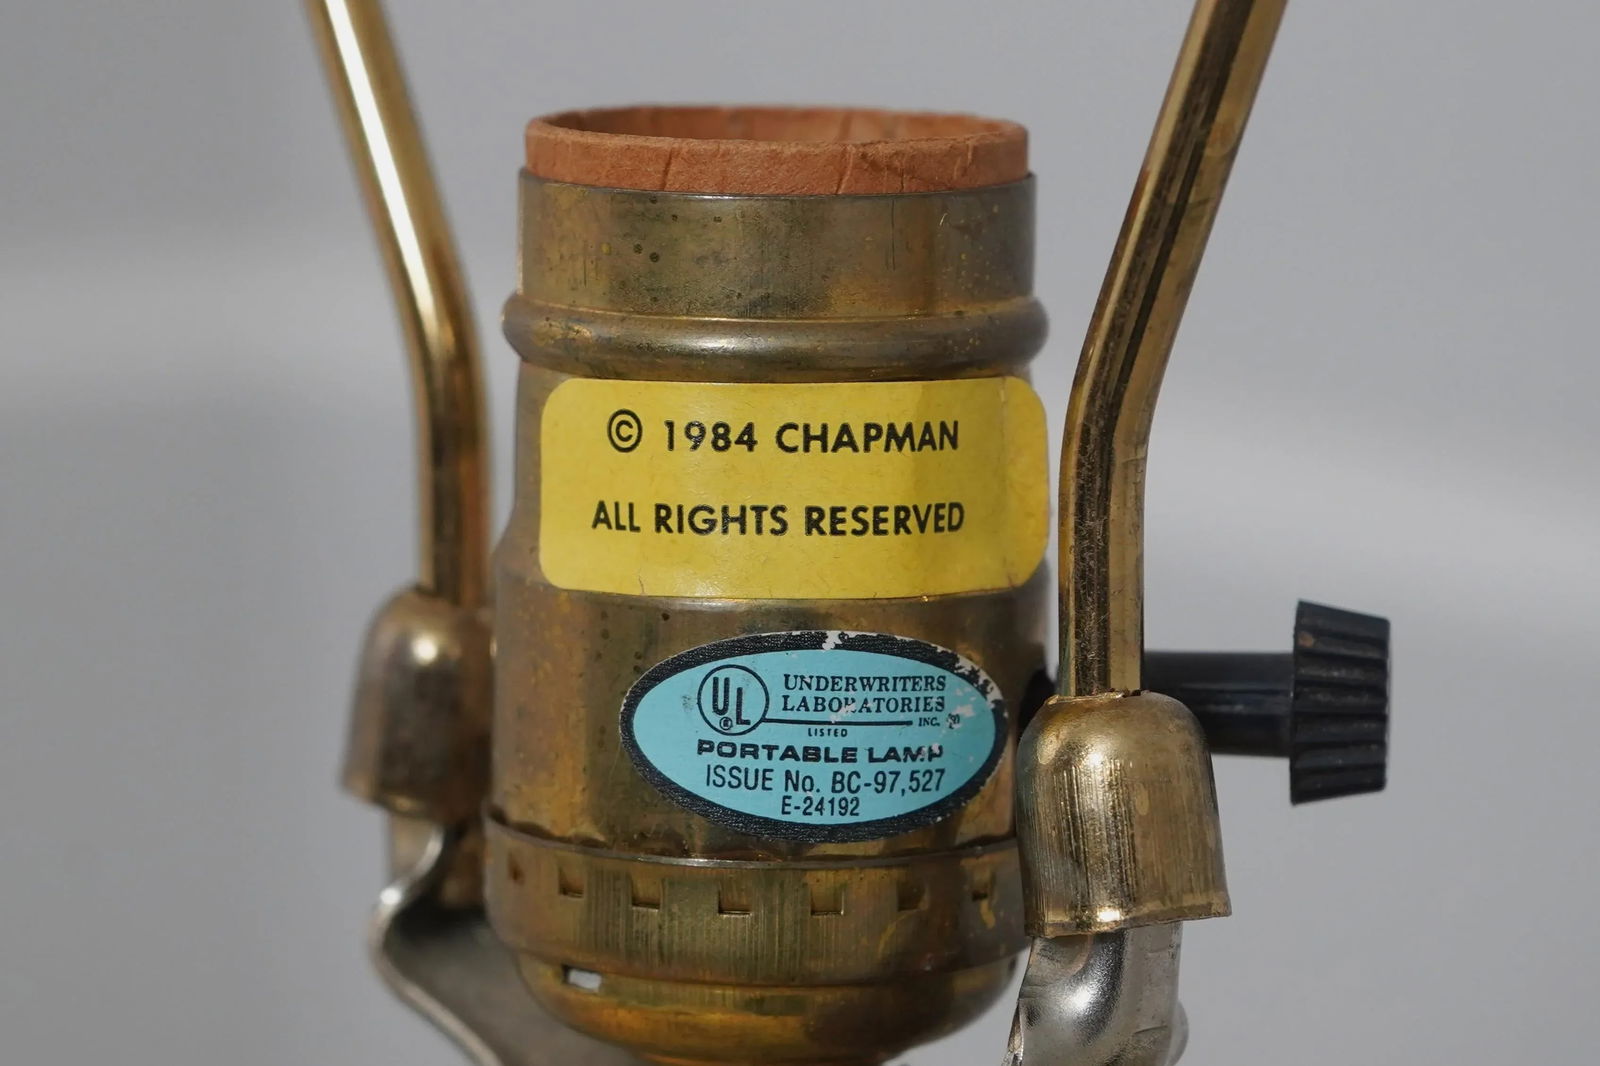 © 1984 CHAPMAN
ALL RIGHTS RESERVED
UL ®
UNDERWRITERS
LABORATORIES
INC. ®
LISTED
PORTABLE LAMP
ISSUE No. BC-97,527
E-24192